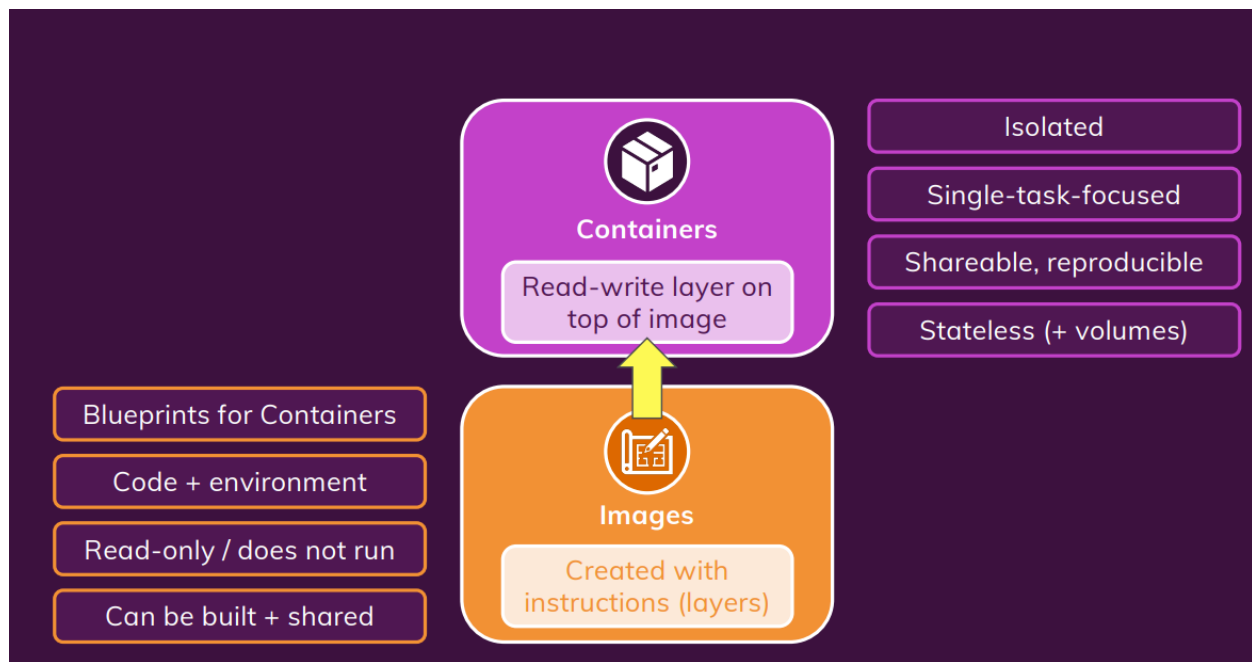 Containers
Read-write layer on
top of image
Isolated
Single-task-focused
Shareable, reproducible
Stateless (+ volumes)
Blueprints for Containers
Code + environment
Read-only / does not run
Can be built + shared
Images
Created with
instructions (layers)